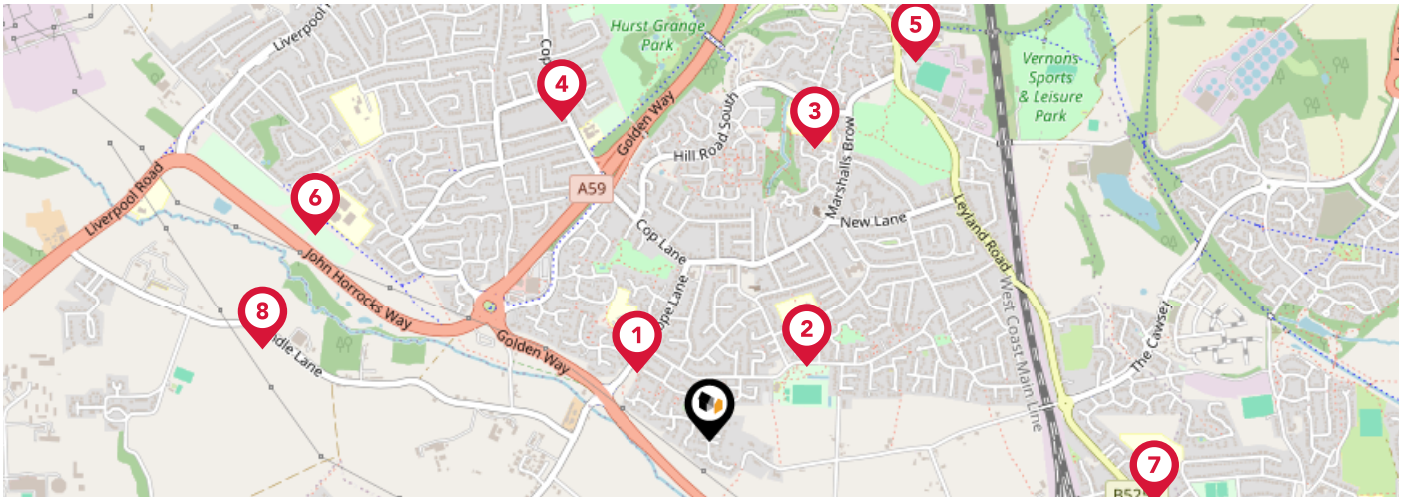 Liverpool
Cop
Hurst Grange
Park
5
Vernons
Sports
& Leisure
Park
4
3
Golden Way
Hill Road South
Marshalls Brow
Liverpool Road
A59
6
New Lane
Leyland Road
Cop Lane
John Horrocks Way
8
1
2
Golden Way
Lane
West Coast Main Line
The Cawsey
dle Lane
7
B52